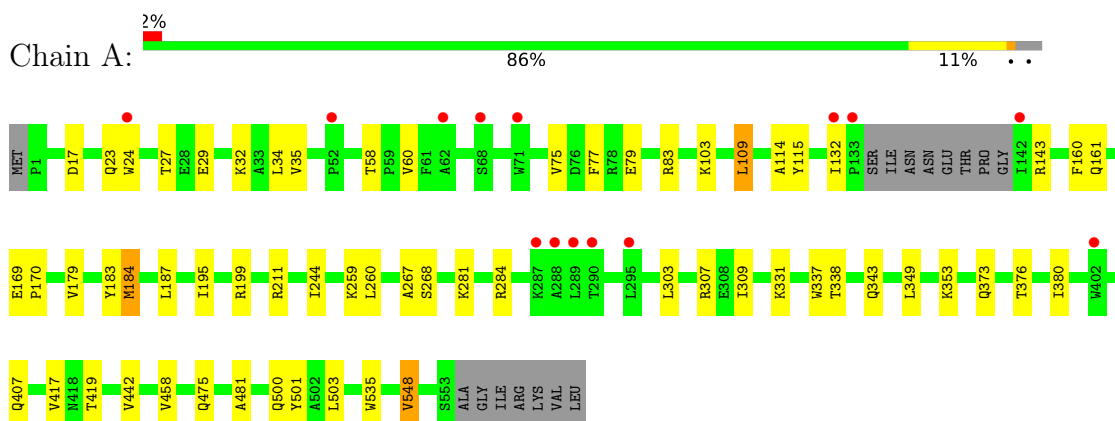 2%
Chain A:
86% 11% • •
MET P1 D17 Q23 W24 T27 E28 E29 K32 A33 L34 V35 P52 T58 P59 V60 F61 A62 S68 W71 V75 D76 F77 R78 E79 R83 K103 L109 A114 Y115 I132 P133 SER ILE ASN ASN GLU THR PRO GLY I142 R143 F160 Q161
E169 P170 V179 Y183 M184 L187 I195 R199 R211 I244 K259 L260 A267 S268 K281 R284 K287 A288 L289 T290 L295 L303 R307 E308 I309 K331 W337 T338 Q343 L349 K353 Q373 T376 I380 W402
Q407 V417 N418 T419 V442 V458 Q475 A481 Q500 Y501 A502 L503 W535 V548 S553 ALA GLY ILE ARG LYS VAL LEU